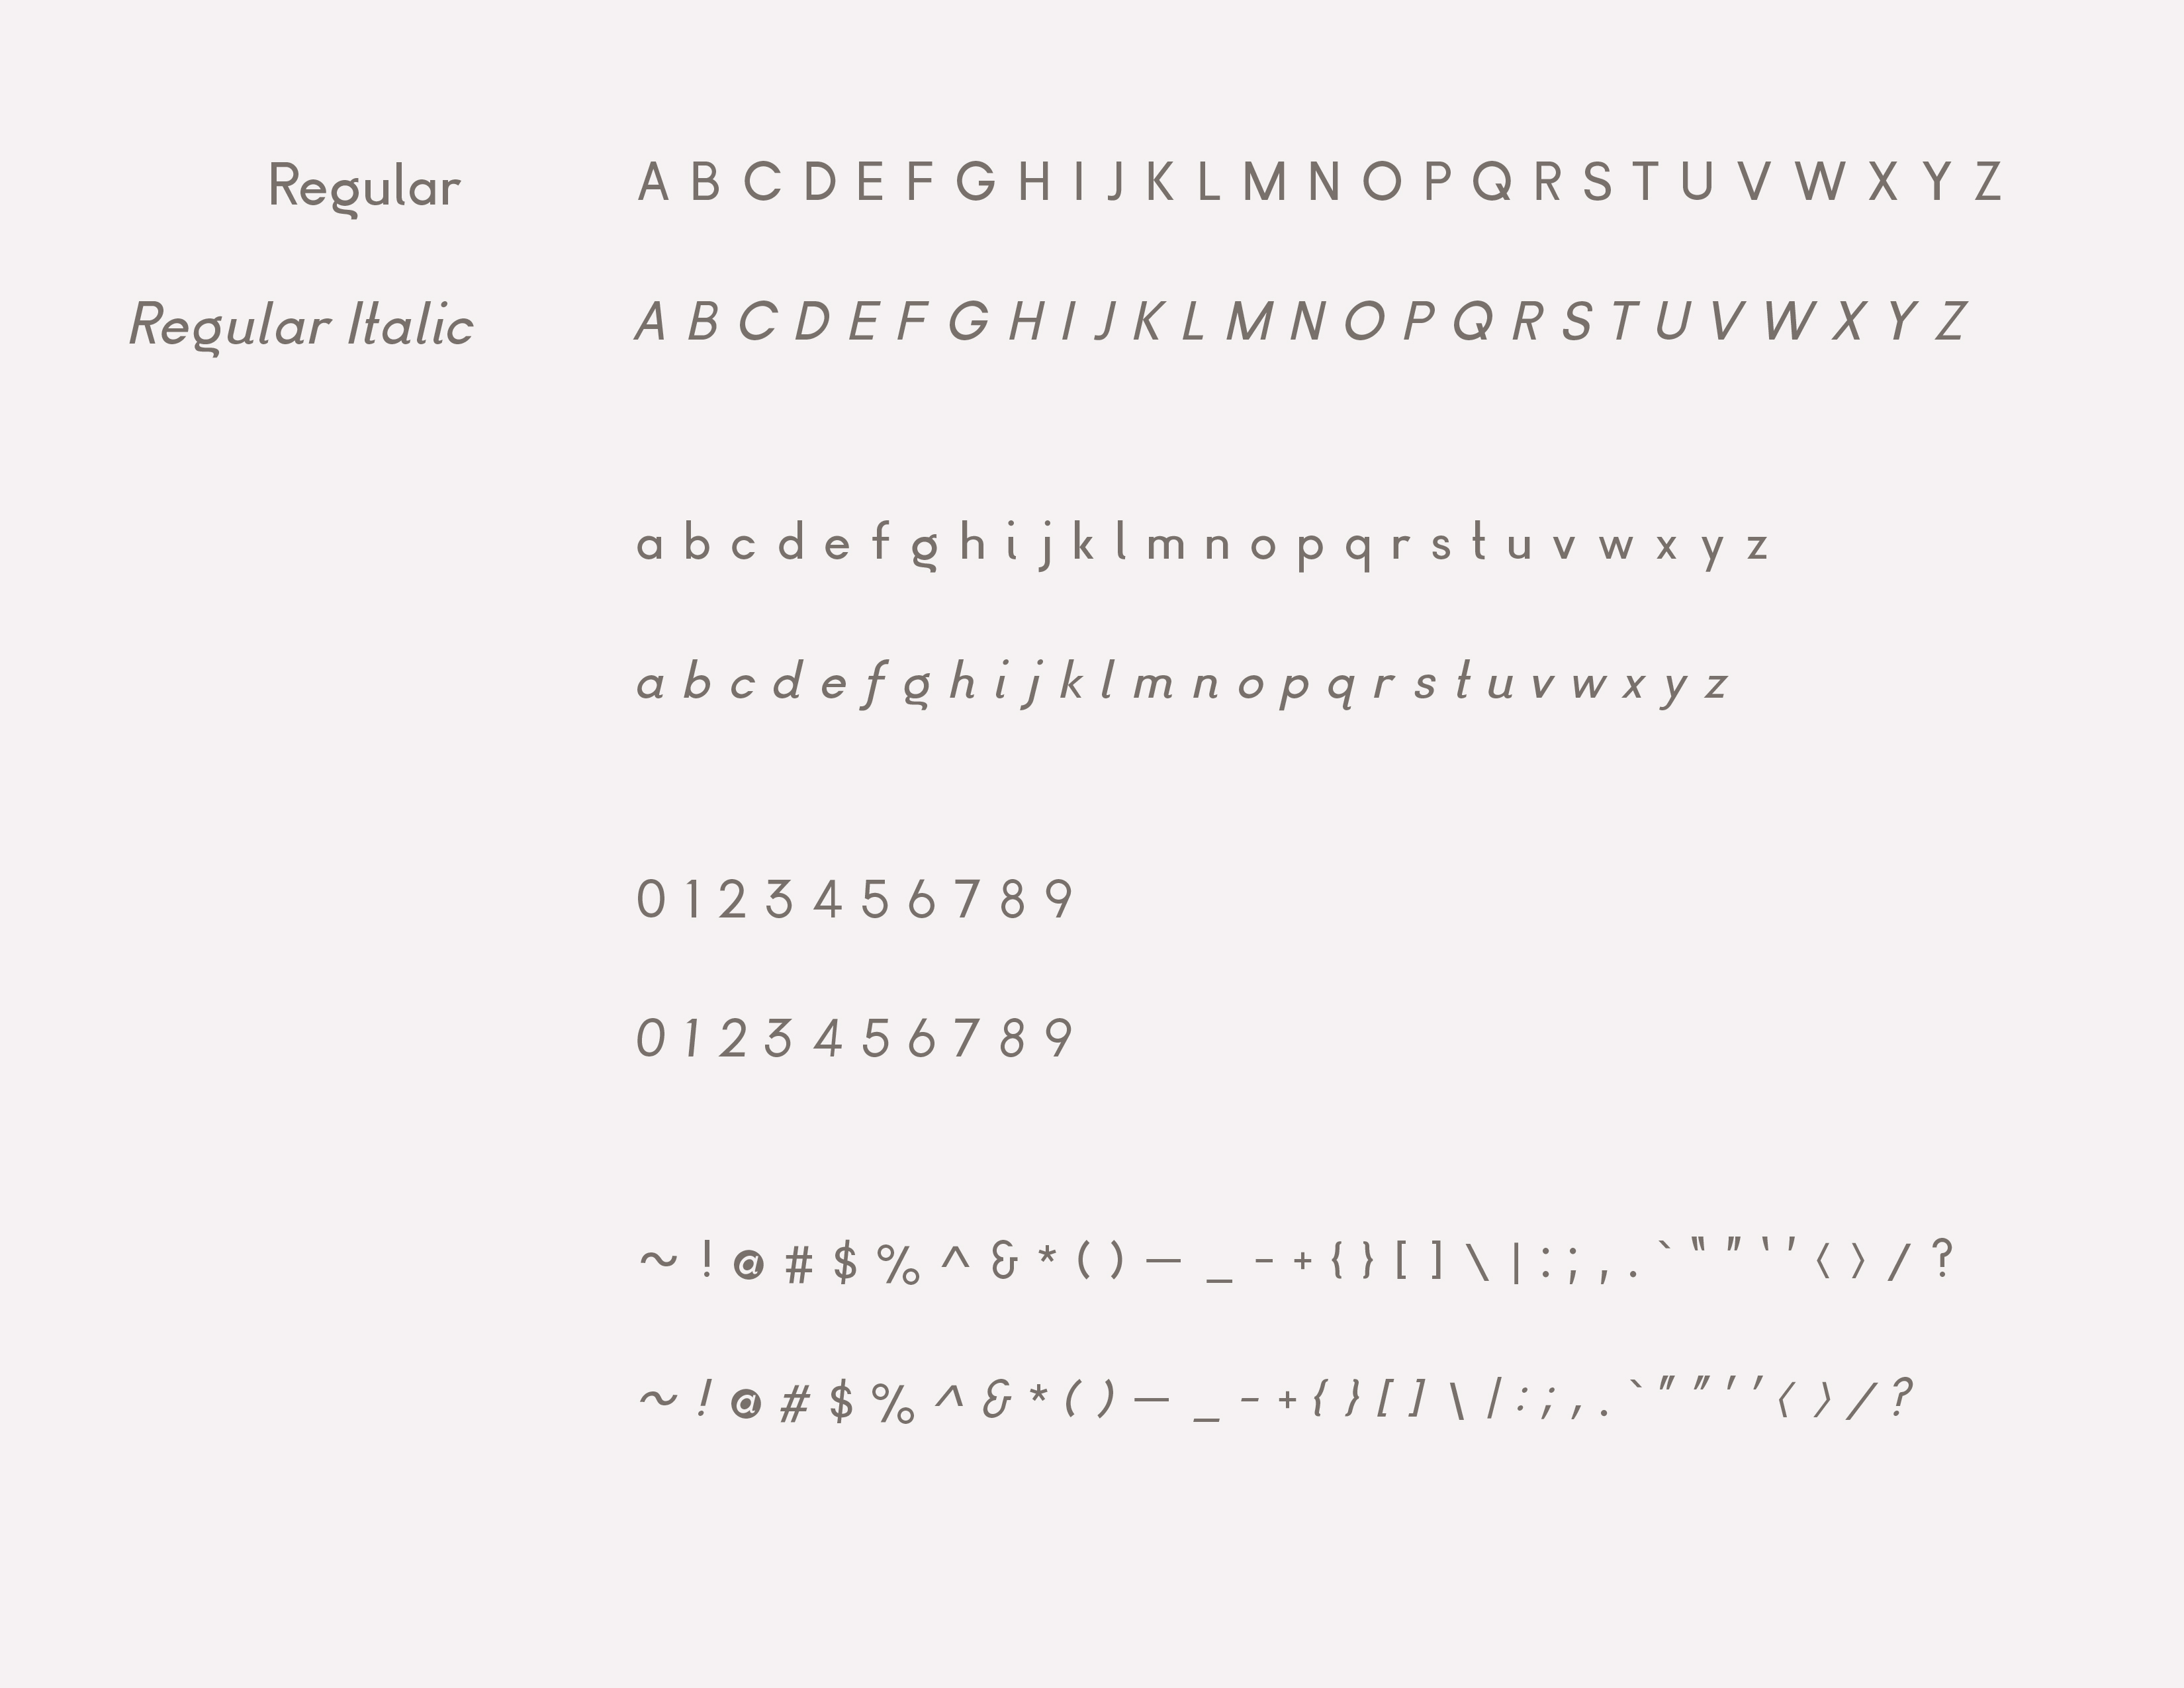 Regular A B C D E F G H I J K L M N O P Q R S T U V W X Y Z
Regular Italic A B C D E F G H I J K L M N O P Q R S T U V W X Y Z
a b c d e f g h i j k l m n o p q r s t u v w x y z
a b c d e f g h i j k l m n o p q r s t u v w x y z
0 1 2 3 4 5 6 7 8 9
0 1 2 3 4 5 6 7 8 9
~ ! @ # $ % ^ & * ( ) — _ - + { } [ ] \ | : ; , . ` “ ” ‘ ’ ⟨ ⟩ / ?
~ ! @ # $ % ^ & * ( ) — _ - + { } [ ] \ | : ; , . ` “ ” ‘ ’ ⟨ ⟩ / ?